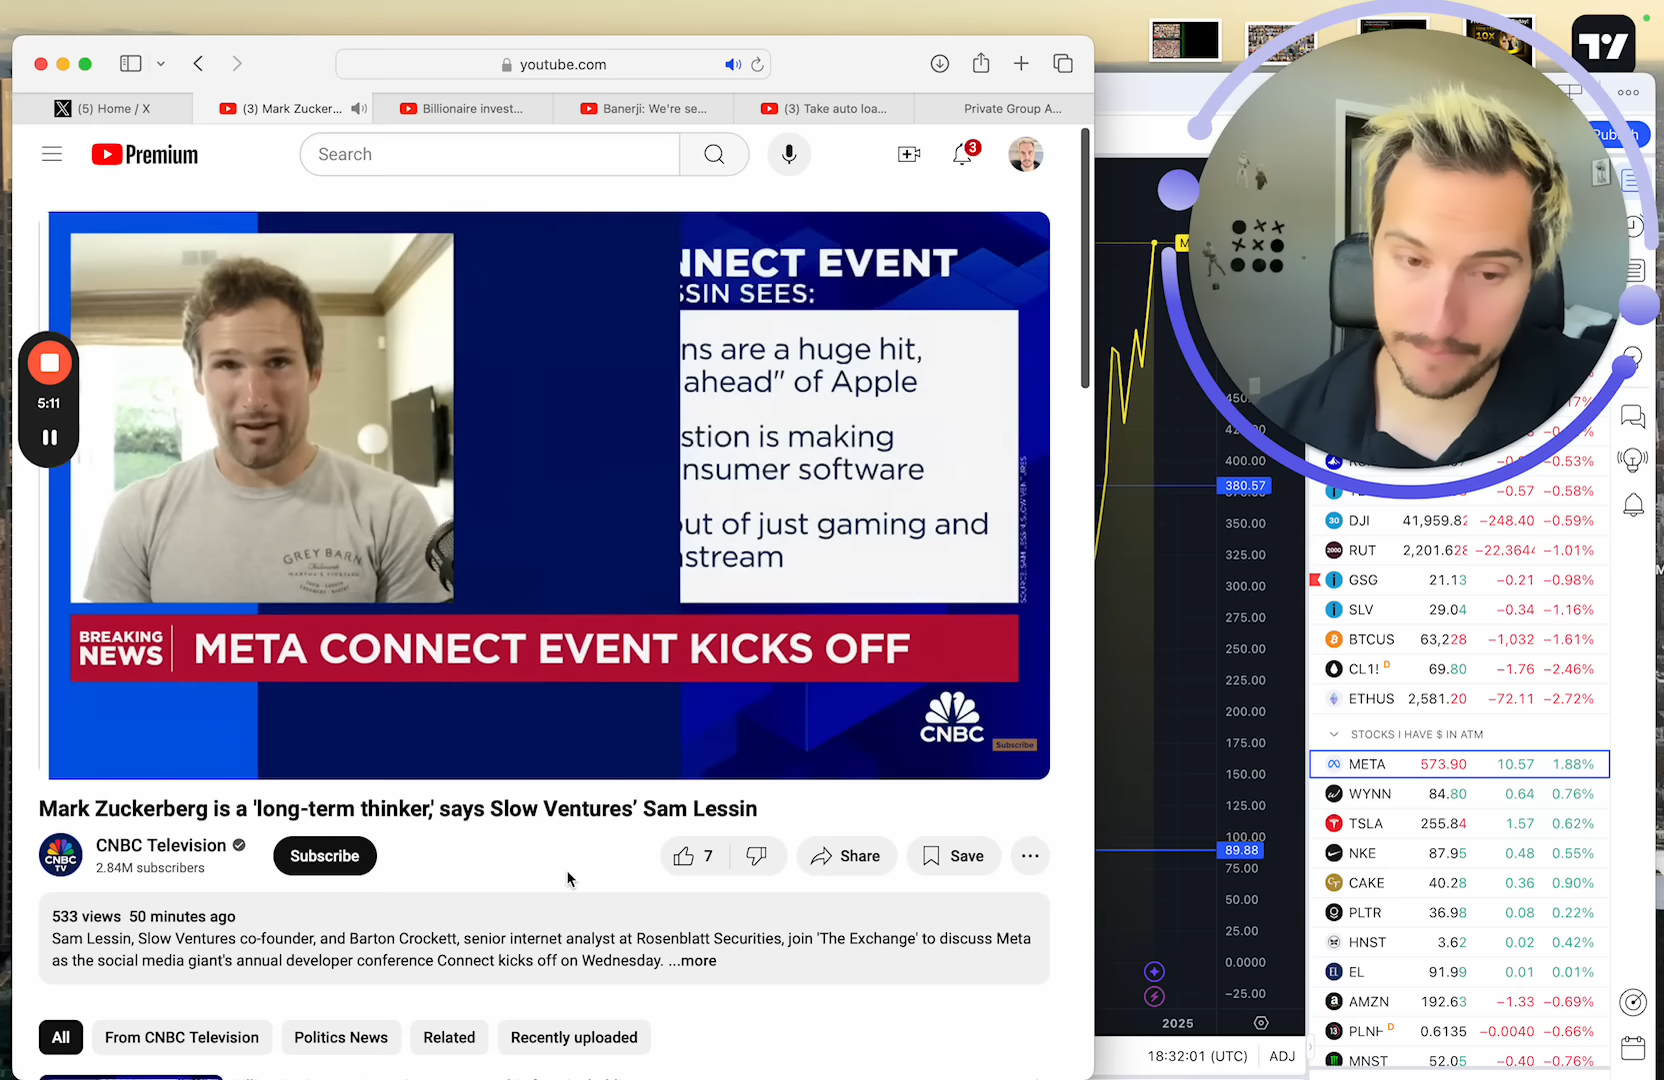 youtube.com
(5) Home / X
(3) Mark Zucker...
Billionaire invest...
Banerji: We're se...
(3) Take auto loa...
Private Group A...
Premium
Search
3
5:11
NNECT EVENT
SSIN SEES:
ns are a huge hit,
ahead" of Apple
stion is making
nsumer software
out of just gaming and
nstream
GREY BARN
BREAKING
NEWS
META CONNECT EVENT KICKS OFF
CNBC
Subscribe
Mark Zuckerberg is a 'long-term thinker,' says Slow Ventures' Sam Lessin
CNBC
TV
CNBC Television
2.84M subscribers
Subscribe
7
Share
Save
533 views 50 minutes ago
Sam Lessin, Slow Ventures co-founder, and Barton Crockett, senior internet analyst at Rosenblatt Securities, join 'The Exchange' to discuss Meta
as the social media giant's annual developer conference Connect kicks off on Wednesday. ...more
All
From CNBC Television
Politics News
Related
Recently uploaded
10x
Publish
M
400.00
380.57
350.00
325.00
300.00
275.00
250.00
225.00
200.00
175.00
150.00
125.00
100.00
89.88
75.00
50.00
25.00
0.0000
−25.00
2025
18:32:01 (UTC)
ADJ
−0.53%
−0.57 −0.58%
30 DJI 41,959.82 −248.40 −0.59%
2000 RUT 2,201.628 −22.3644 −1.01%
GSG 21.13 −0.21 −0.98%
SLV 29.04 −0.34 −1.16%
BTCUS 63,228 −1,032 −1.61%
CL1! D 69.80 −1.76 −2.46%
ETHUS 2,581.20 −72.11 −2.72%
STOCKS I HAVE $ IN ATM
META 573.90 10.57 1.88%
WYNN 84.80 0.64 0.76%
TSLA 255.84 1.57 0.62%
NKE 87.95 0.48 0.55%
CAKE 40.28 0.36 0.90%
PLTR 36.98 0.08 0.22%
HNST 3.62 0.02 0.42%
EL 91.99 0.01 0.01%
AMZN 192.63 −1.33 −0.69%
13 PLNH D 0.6135 −0.0040 −0.66%
MNST 52.05 −0.40 −0.76%